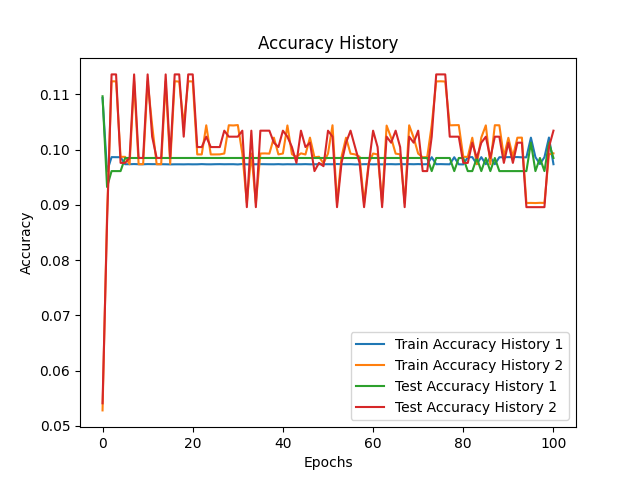 Accuracy History
0.11
0.10
0.09
0.08
0.07
0.06
0.05
Accuracy
0
20
40
60
80
100
Epochs
Train Accuracy History 1
Train Accuracy History 2
Test Accuracy History 1
Test Accuracy History 2